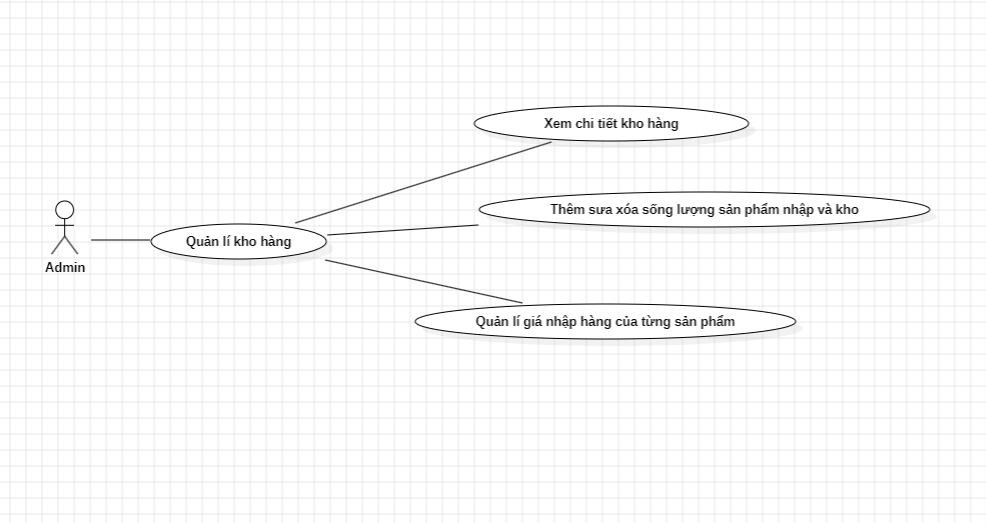 Xem chi tiết kho hàng
Thêm sưa xóa sống lượng sản phẩm nhập và kho
Quản lí kho hàng
Admin
Quản lí giá nhập hàng của từng sản phẩm